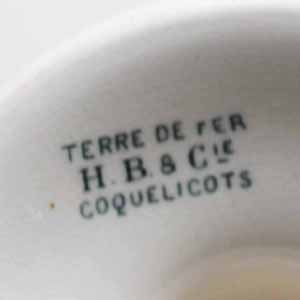 TERRE DE FER
H. B. & CIE
COQUELICOTS